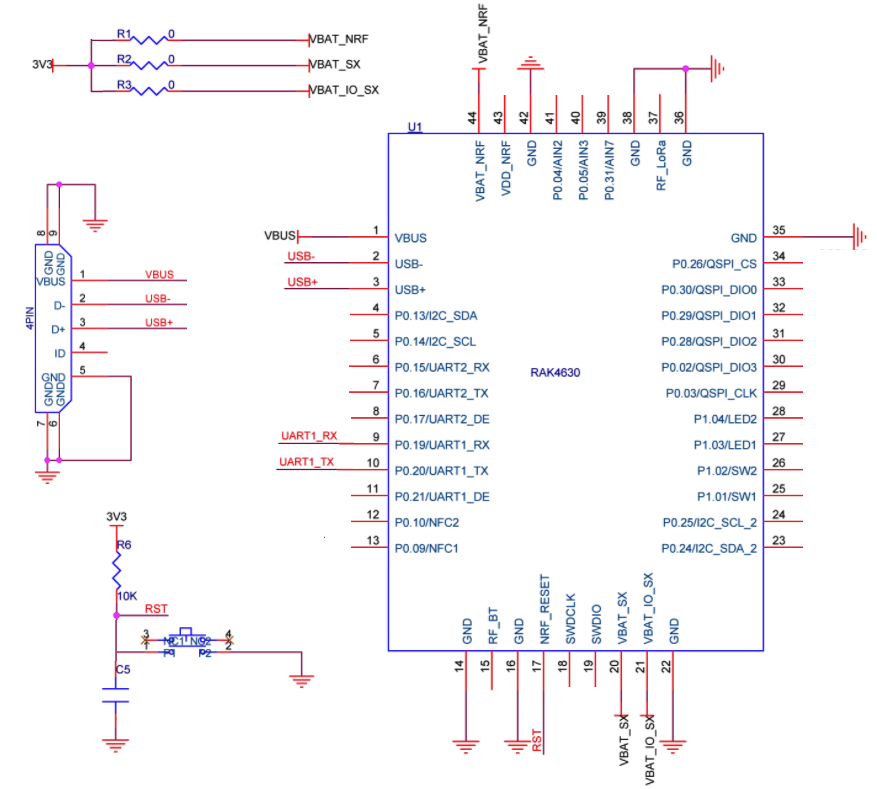 R1 0 VBAT_NRF
3V3 R2 0 VBAT_SX
R3 0 VBAT_IO_SX
VBAT_NRF
44 43 42 41 40 39 38 37 36
U1
VBAT_NRF VDD_NRF GND P0.04/AIN2 P0.05/AIN3 P0.31/AIN7 GND RF_LoRa GND
VBUS 1 VBUS
USB- 2 USB-
USB+ 3 USB+
4 P0.13/I2C_SDA
5 P0.14/I2C_SCL
6 P0.15/UART2_RX
7 P0.16/UART2_TX
8 P0.17/UART2_DE
UART1_RX 9 P0.19/UART1_RX
UART1_TX 10 P0.20/UART1_TX
11 P0.21/UART1_DE
12 P0.10/NFC2
13 P0.09/NFC1
RAK4630
GND 35
P0.26/QSPI_CS 34
P0.30/QSPI_DIO0 33
P0.29/QSPI_DIO1 32
P0.28/QSPI_DIO2 31
P0.02/QSPI_DIO3 30
P0.03/QSPI_CLK 29
P1.04/LED2 28
P1.03/LED1 27
P1.02/SW2 26
P1.01/SW1 25
P0.25/I2C_SCL_2 24
P0.24/I2C_SDA_2 23
GND RF_BT GND NRF_RESET SWDCLK SWDIO VBAT_SX VBAT_IO_SX GND
14 15 16 17 18 19 20 21 22
RST VBAT_SX VBAT_IO_SX
8 9
GND GND
VBUS 1 VBUS
D- 2 USB-
D+ 3 USB+
ID 4
GND 5
GND GND
7 6
4PIN
3V3
R6
10K
RST
3 NC1 NC2 4
1 P1 P2 2
C5